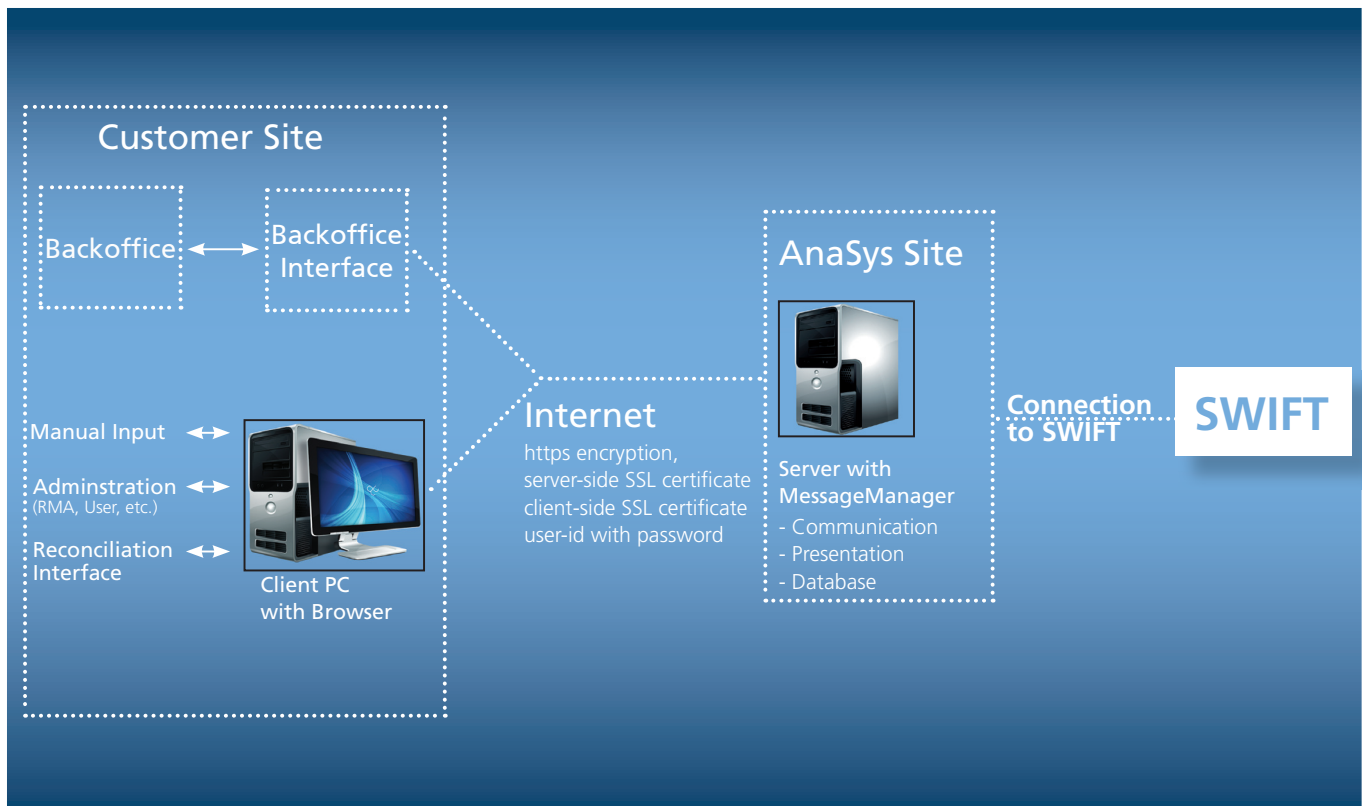 Customer Site
Backoffice
Backoffice
Interface
Manual Input
Adminstration
(RMA, User, etc.)
Reconciliation
Interface
Client PC
with Browser
Internet
https encryption,
server-side SSL certificate
client-side SSL certificate
user-id with password
AnaSys Site
Server with
MessageManager
- Communication
- Presentation
- Database
Connection
to SWIFT
SWIFT